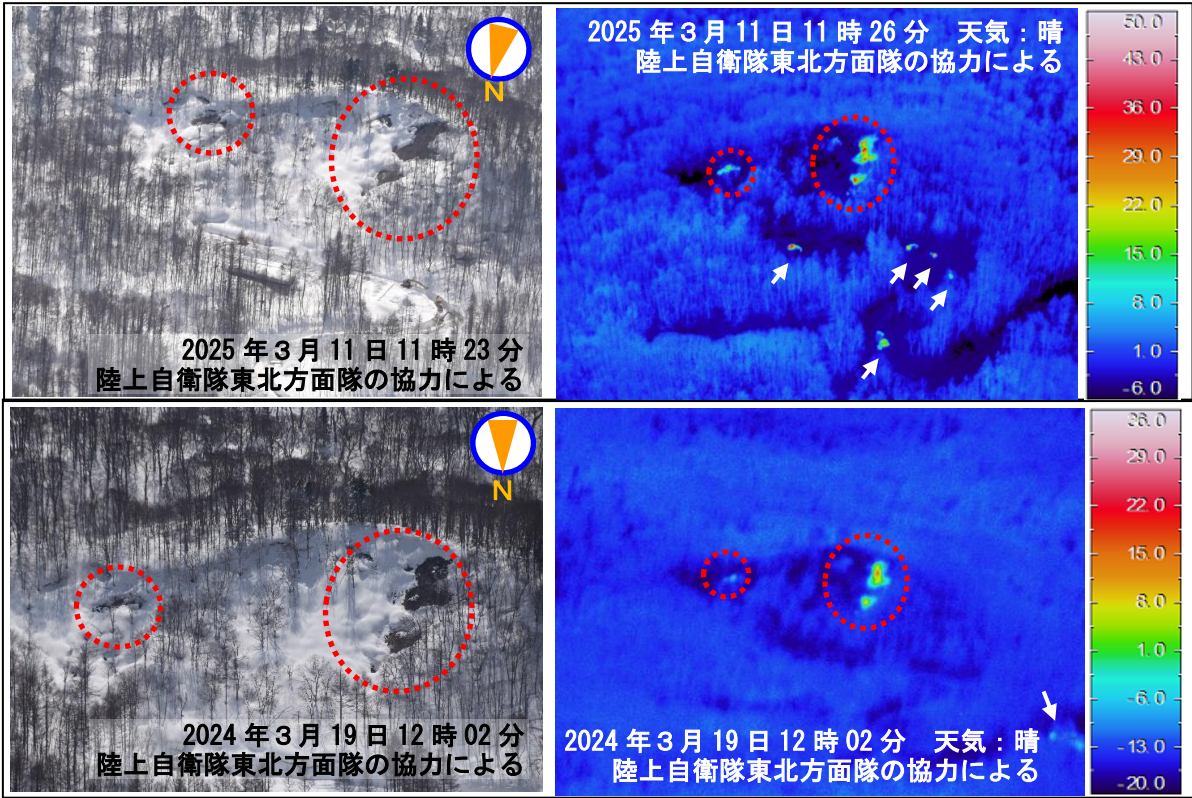 N
2025年3月11日11時23分
陸上自衛隊東北方面隊の協力による
2025年3月11日11時26分 天気：晴
陸上自衛隊東北方面隊の協力による
50.0
43.0
36.0
29.0
22.0
15.0
8.0
1.0
-6.0
N
2024年3月19日12時02分
陸上自衛隊東北方面隊の協力による
2024年3月19日12時02分 天気：晴
陸上自衛隊東北方面隊の協力による
36.0
29.0
22.0
15.0
8.0
1.0
-6.0
-13.0
-20.0